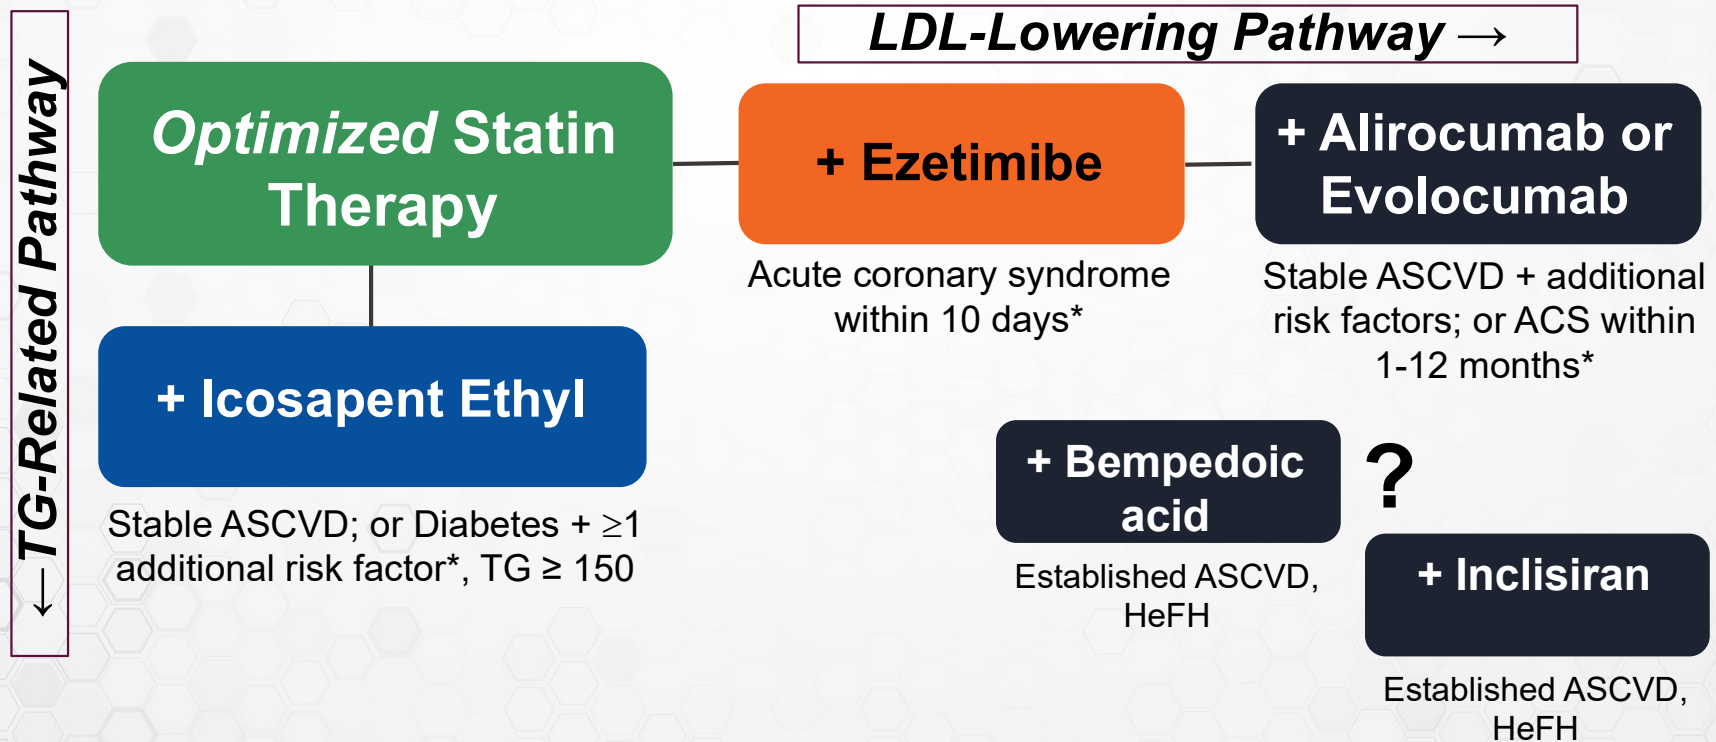 LDL-Lowering Pathway →
← TG-Related Pathway
Optimized Statin
Therapy
+ Ezetimibe
+ Alirocumab or
Evolocumab
Acute coronary syndrome
within 10 days*
Stable ASCVD + additional
risk factors; or ACS within
1-12 months*
+ Icosapent Ethyl
Stable ASCVD; or Diabetes + ≥1
additional risk factor*, TG ≥ 150
+ Bempedoic
acid
?
Established ASCVD,
HeFH
+ Inclisiran
Established ASCVD,
HeFH